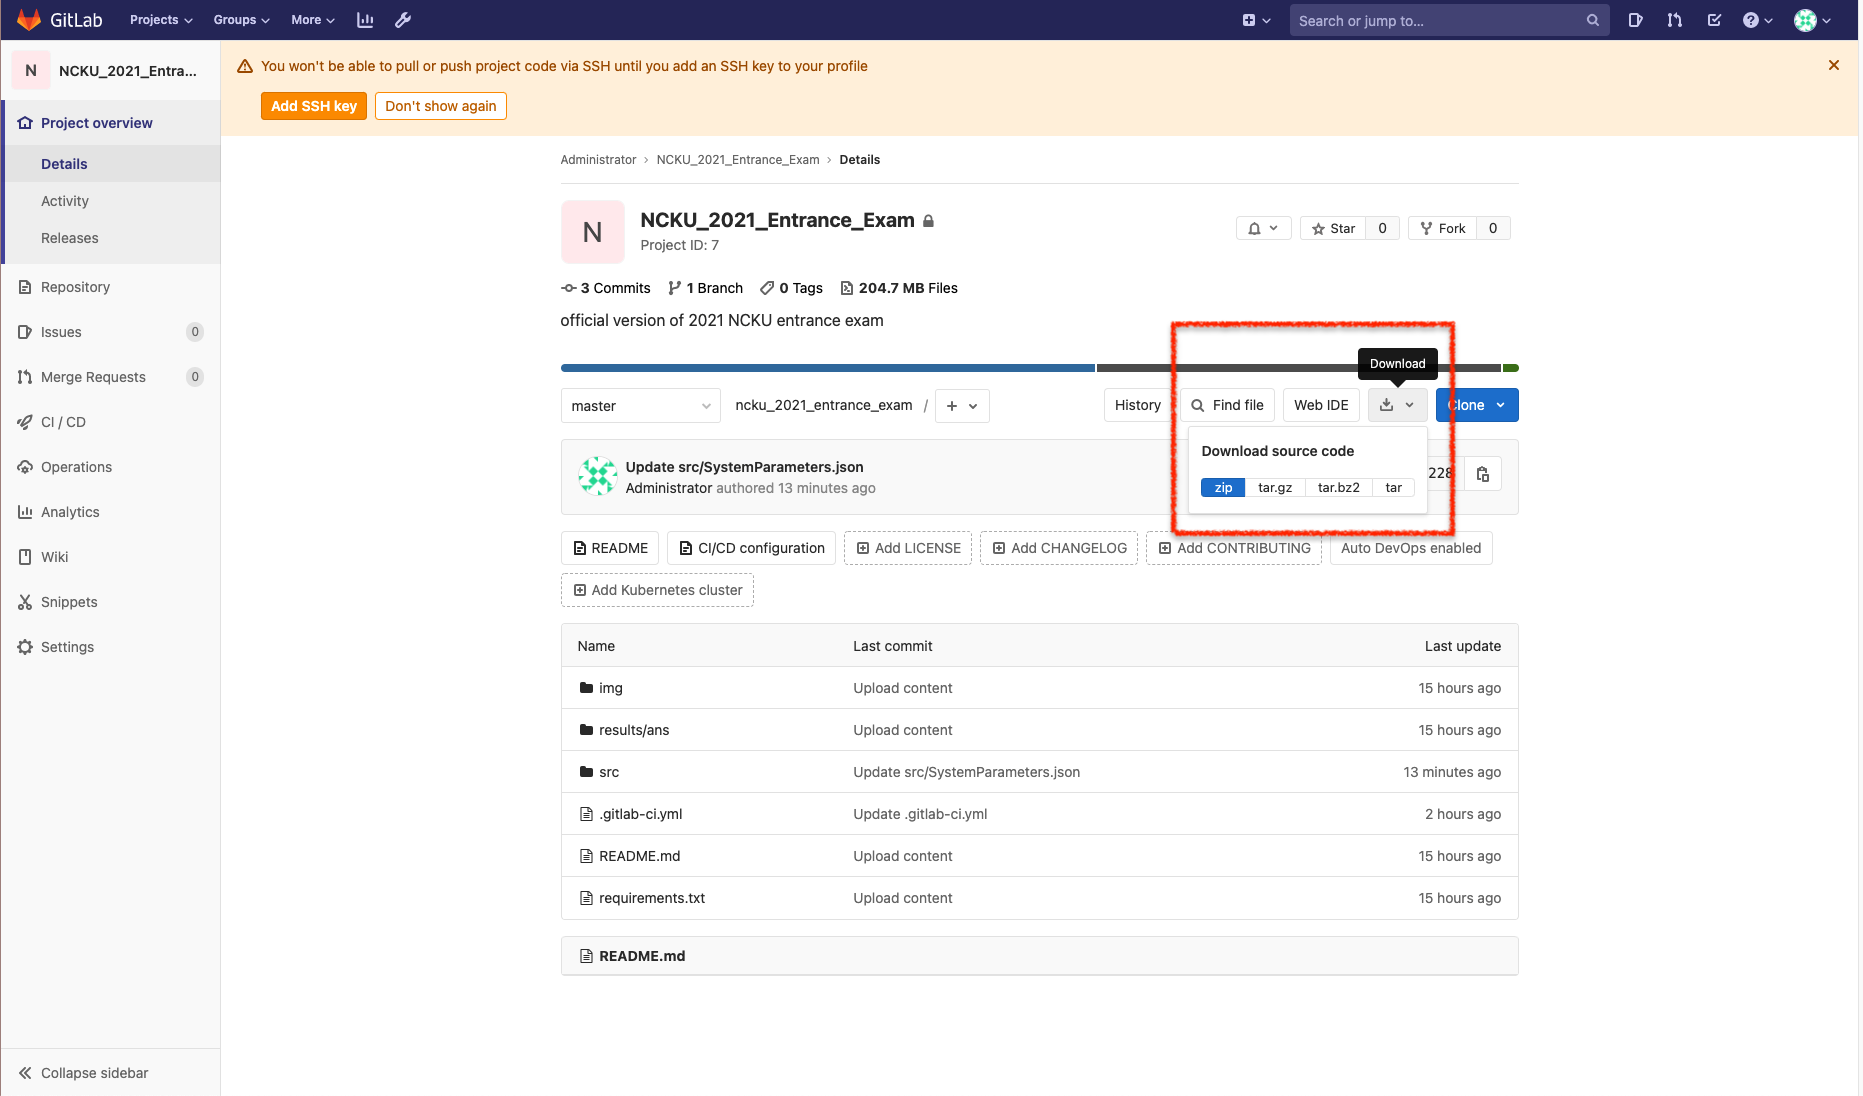 GitLab Projects Groups More Search or jump to...
N NCKU_2021_Entra...
You won't be able to pull or push project code via SSH until you add an SSH key to your profile
Add SSH key Don't show again
Project overview
Details
Activity
Releases
Repository
Issues 0
Merge Requests 0
CI / CD
Operations
Analytics
Wiki
Snippets
Settings
Collapse sidebar
Administrator > NCKU_2021_Entrance_Exam > Details
N
NCKU_2021_Entrance_Exam
Project ID: 7
Star 0 Fork 0
3 Commits 1 Branch 0 Tags 204.7 MB Files
official version of 2021 NCKU entrance exam
Download
master ncku_2021_entrance_exam / + History Find file Web IDE Clone
Download source code
zip tar.gz tar.bz2 tar
Update src/SystemParameters.json
Administrator authored 13 minutes ago
228
README CI/CD configuration Add LICENSE Add CHANGELOG Add CONTRIBUTING Auto DevOps enabled
Add Kubernetes cluster
Name Last commit Last update
img Upload content 15 hours ago
results/ans Upload content 15 hours ago
src Update src/SystemParameters.json 13 minutes ago
.gitlab-ci.yml Update .gitlab-ci.yml 2 hours ago
README.md Upload content 15 hours ago
requirements.txt Upload content 15 hours ago
README.md